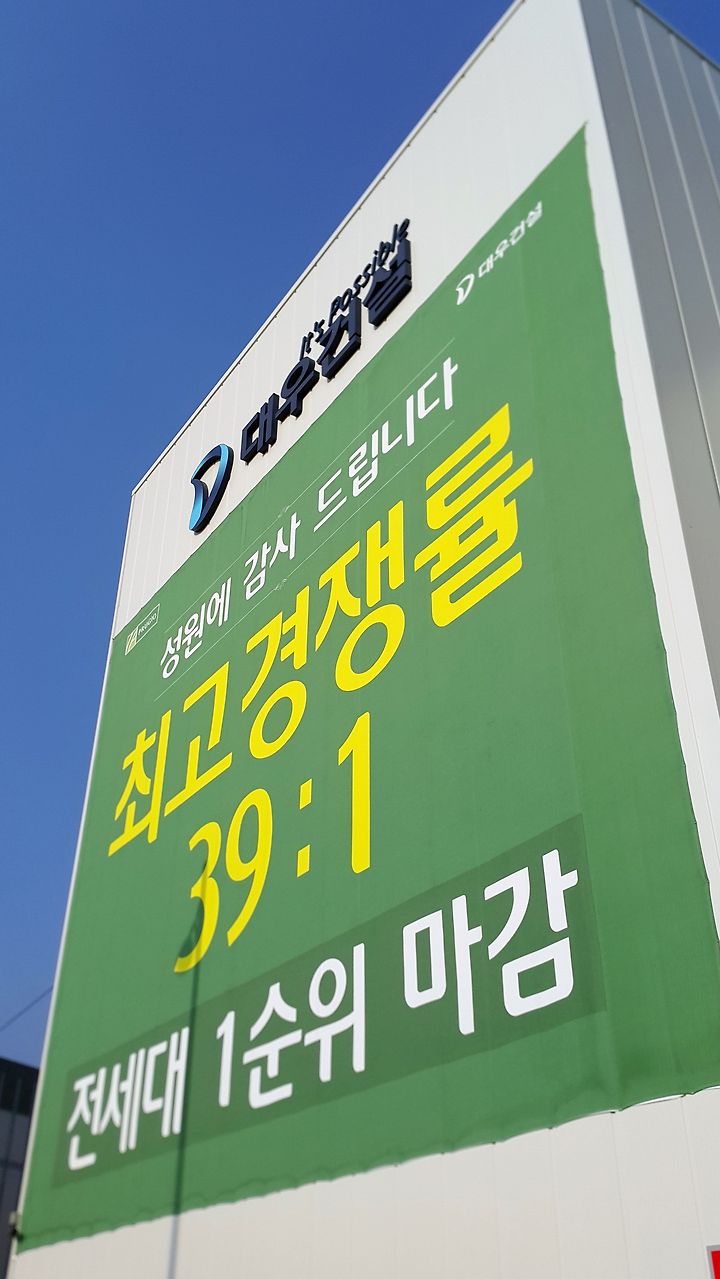 It's Possible
대우건설
대우건설
PRUGIO
성원에 감사 드립니다
최고경쟁률
39:1
전세대 1순위 마감